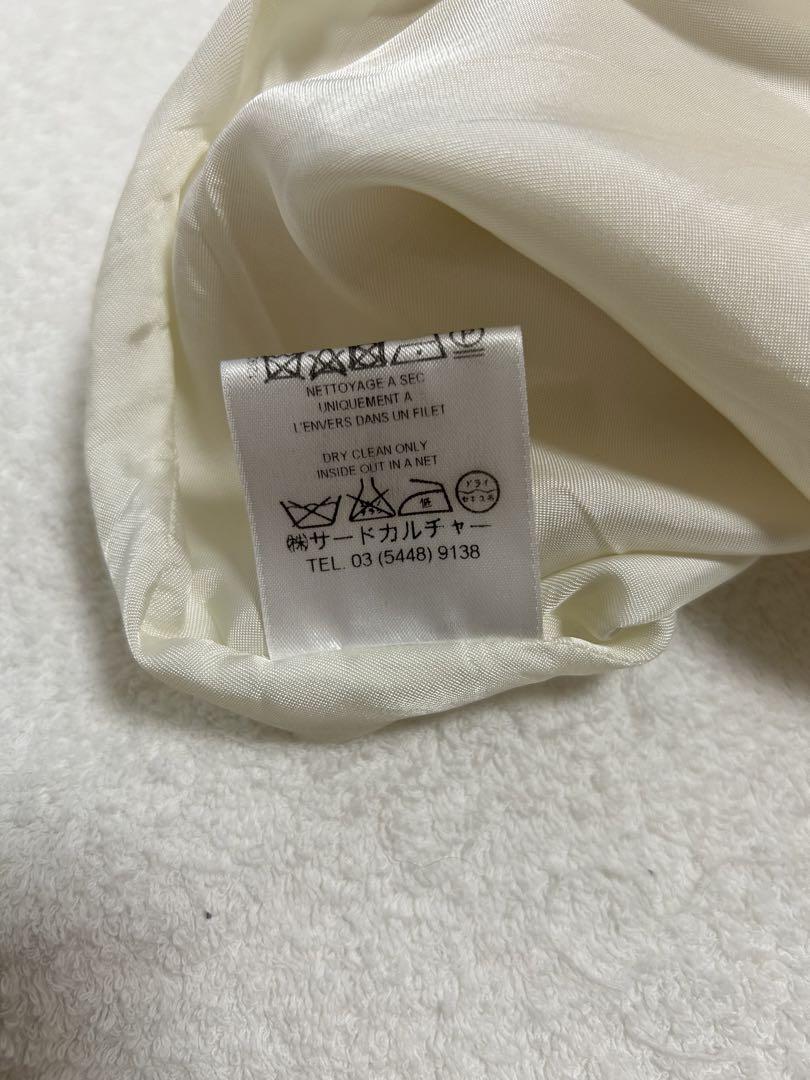 NETTOYAGE A SEC
UNIQUEMENT A
L'ENVERS DANS UN FILET
DRY CLEAN ONLY
INSIDE OUT IN A NET
低 ドライ
セキユ系
㈱サードカルチャー
TEL. 03 (5448) 9138